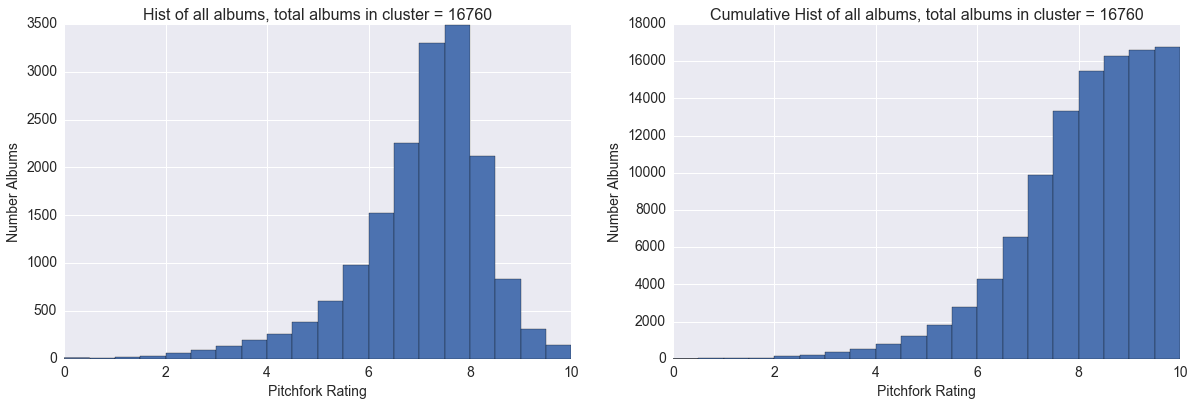 Hist of all albums, total albums in cluster = 16760
3500
3000
2500
2000
1500
1000
500
0
Number Albums
0 2 4 6 8 10
Pitchfork Rating
Cumulative Hist of all albums, total albums in cluster = 16760
18000
16000
14000
12000
10000
8000
6000
4000
2000
0
Number Albums
0 2 4 6 8 10
Pitchfork Rating